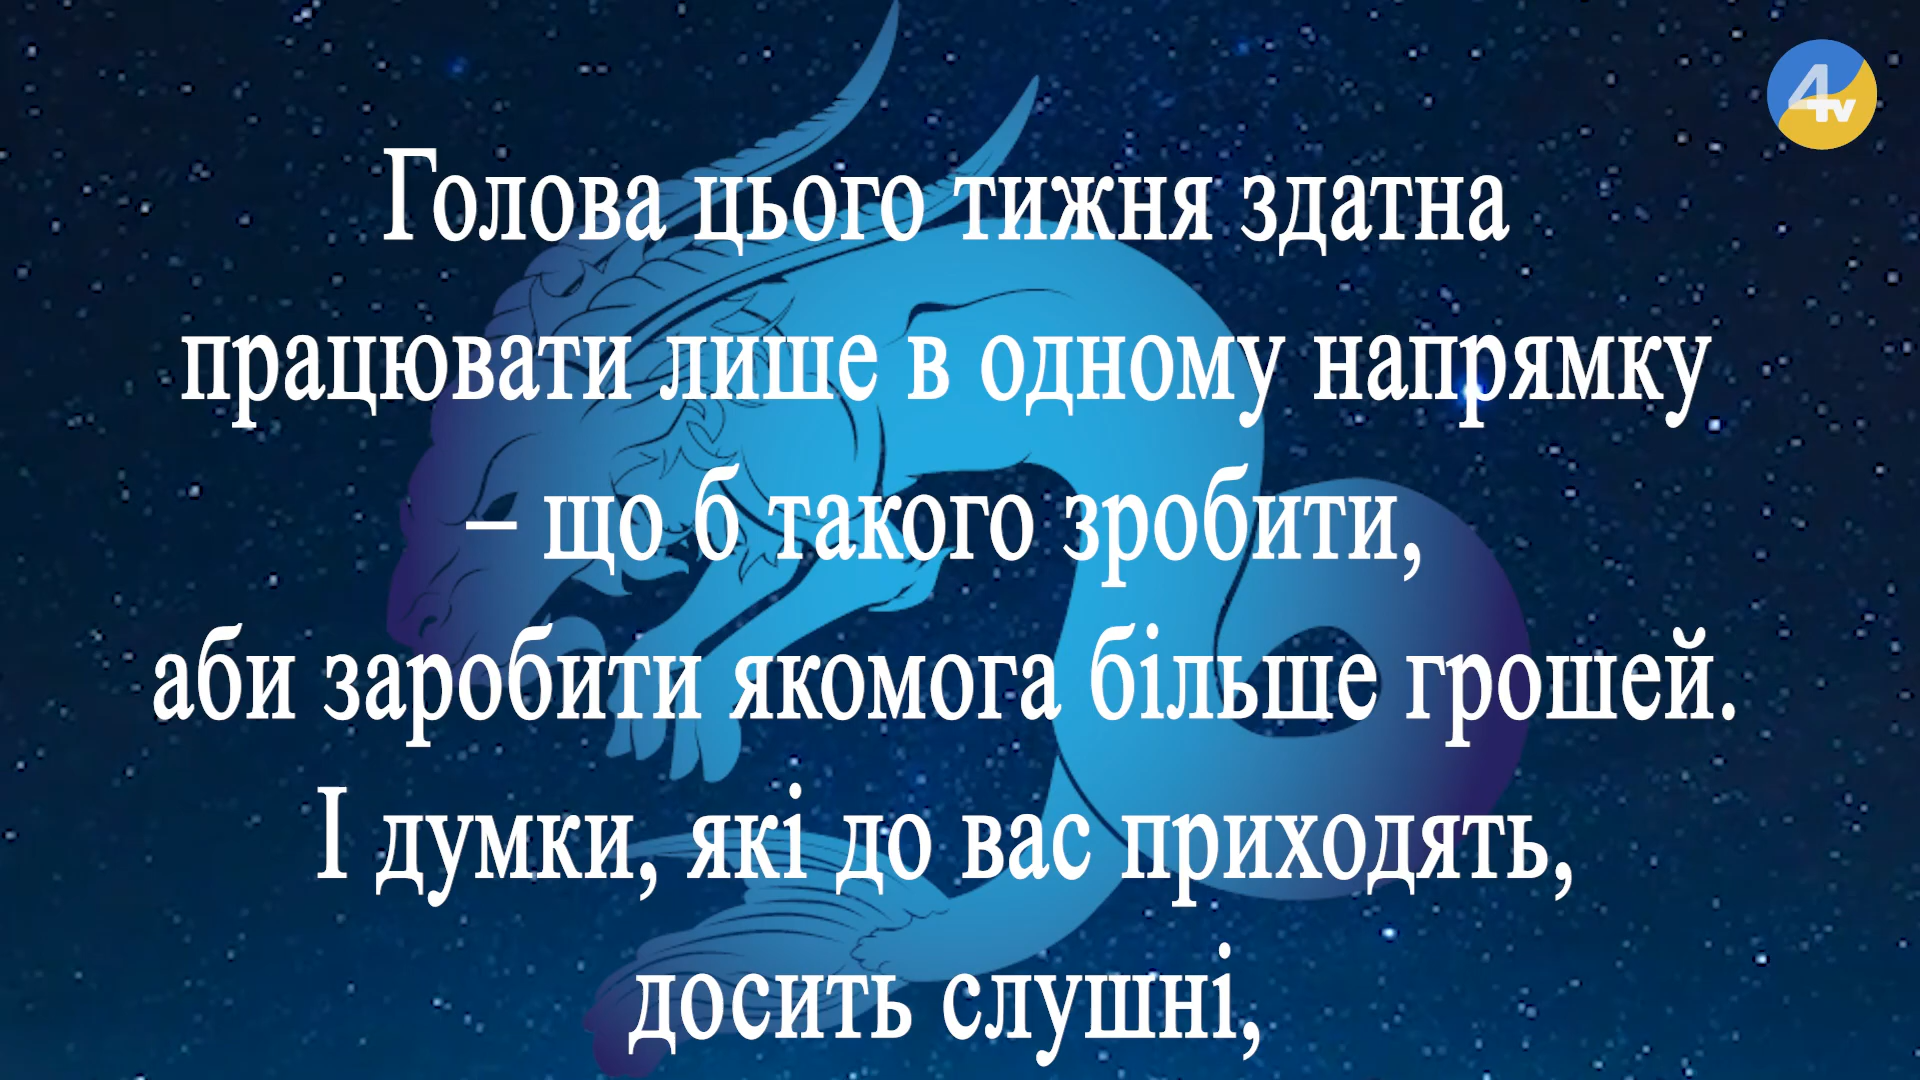 4tv
Голова цього тижня здатна
працювати лише в одному напрямку
– що б такого зробити,
аби заробити якомога більше грошей.
І думки, які до вас приходять,
досить слушні,